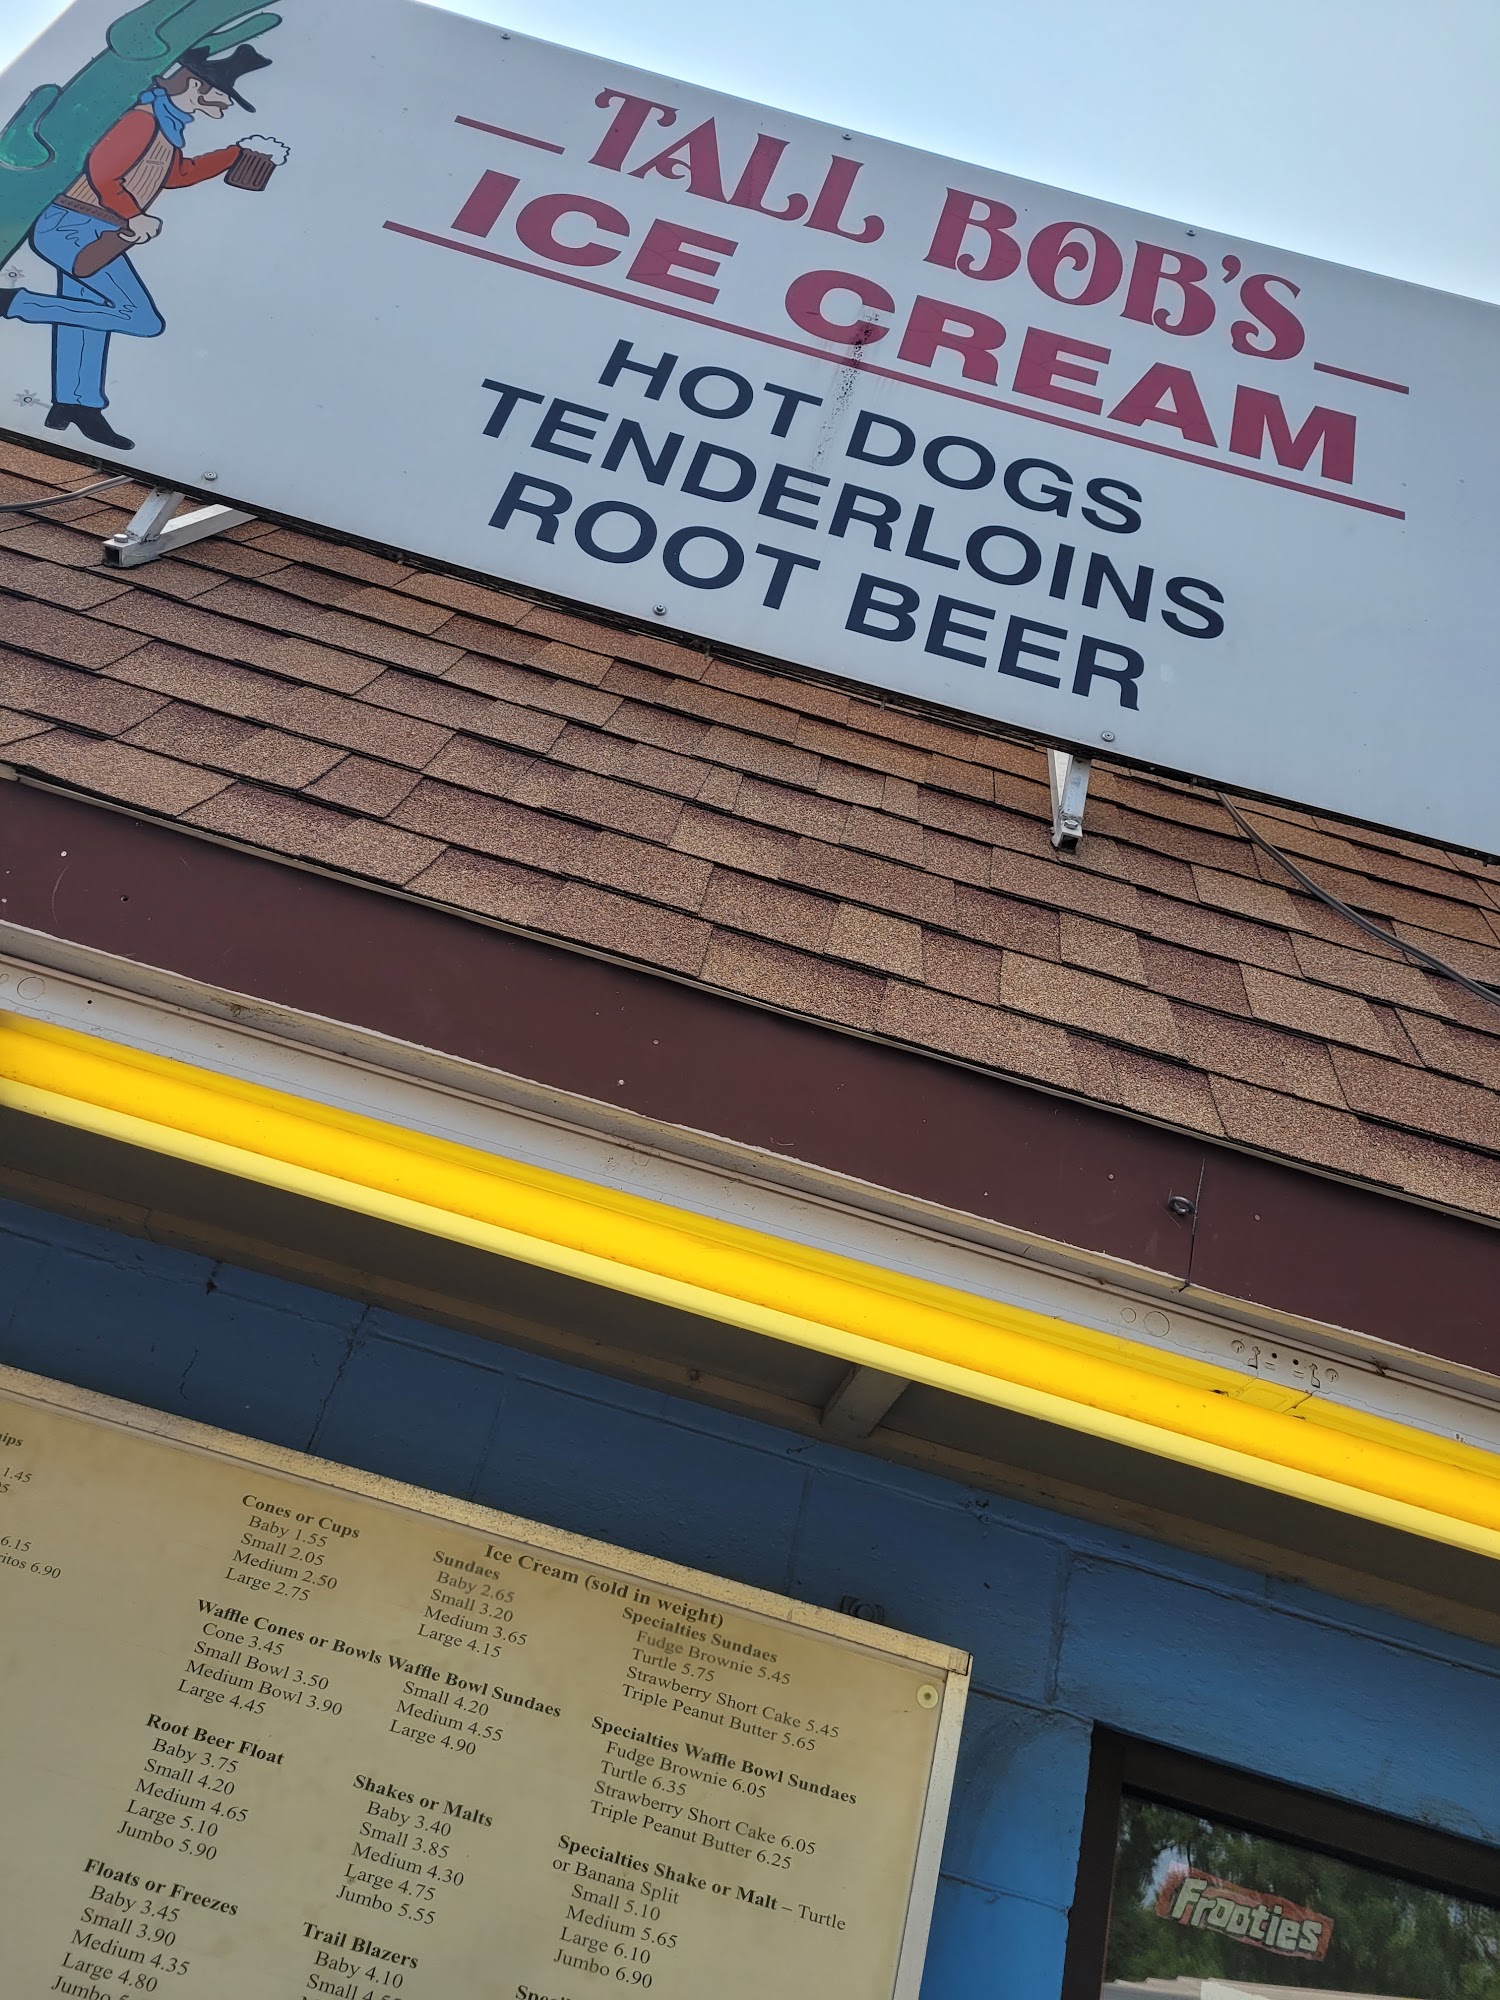 TALL BOB'S
ICE CREAM
HOT DOGS
TENDERLOINS
ROOT BEER
1.45
6.15
6.90
Cones or Cups
Baby 1.55
Small 2.05
Medium 2.50
Large 2.75
Waffle Cones or Bowls
Cone 3.45
Small Bowl 3.50
Medium Bowl 3.90
Large 4.45
Root Beer Float
Baby 3.75
Small 4.20
Medium 4.65
Large 5.10
Jumbo 5.90
Floats or Freezes
Baby 3.45
Small 3.90
Medium 4.35
Large 4.80
Jumbo
Ice Cream (sold in weight)
Sundaes
Baby 2.65
Small 3.20
Medium 3.65
Large 4.15
Waffle Bowl Sundaes
Small 4.20
Medium 4.55
Large 4.90
Shakes or Malts
Baby 3.40
Small 3.85
Medium 4.30
Large 4.75
Jumbo 5.55
Trail Blazers
Baby 4.10
Small
Specialties Sundaes
Fudge Brownie 5.45
Turtle 5.75
Strawberry Short Cake 5.45
Triple Peanut Butter 5.65
Specialties Waffle Bowl Sundaes
Fudge Brownie 6.05
Turtle 6.35
Strawberry Short Cake 6.05
Triple Peanut Butter 6.25
Specialties Shake or Malt – Turtle
or Banana Split
Small 5.10
Medium 5.65
Large 6.10
Jumbo 6.90
Frooties